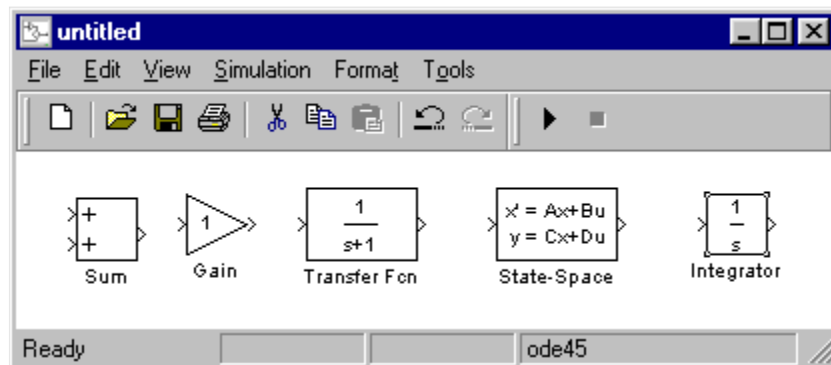 untitled
File Edit View Simulation Format Tools
+
+
Sum
1
Gain
1
s+1
Transfer Fcn
x' = Ax+Bu
y = Cx+Du
State-Space
1
s
Integrator
Ready ode45